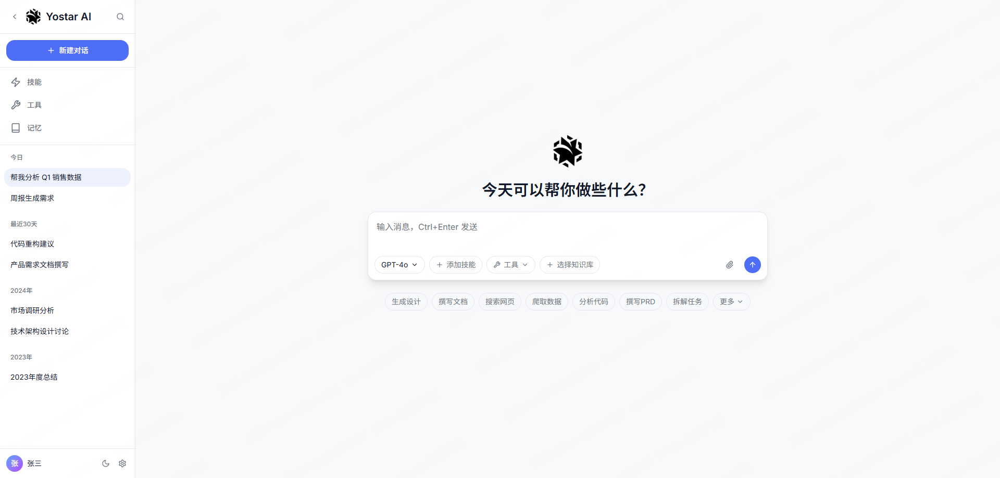 Yostar AI
新建对话
技能
工具
记忆
今日
帮我分析 Q1 销售数据
周报生成需求
最近30天
代码重构建议
产品需求文档撰写
2024年
市场调研分析
技术架构设计讨论
2023年
2023年度总结
张 张三
今天可以帮你做些什么？
输入消息，Ctrl+Enter 发送
GPT-4o 添加技能 工具 选择知识库
生成设计 撰写文档 搜索网页 爬取数据 分析代码 撰写PRD 拆解任务 更多